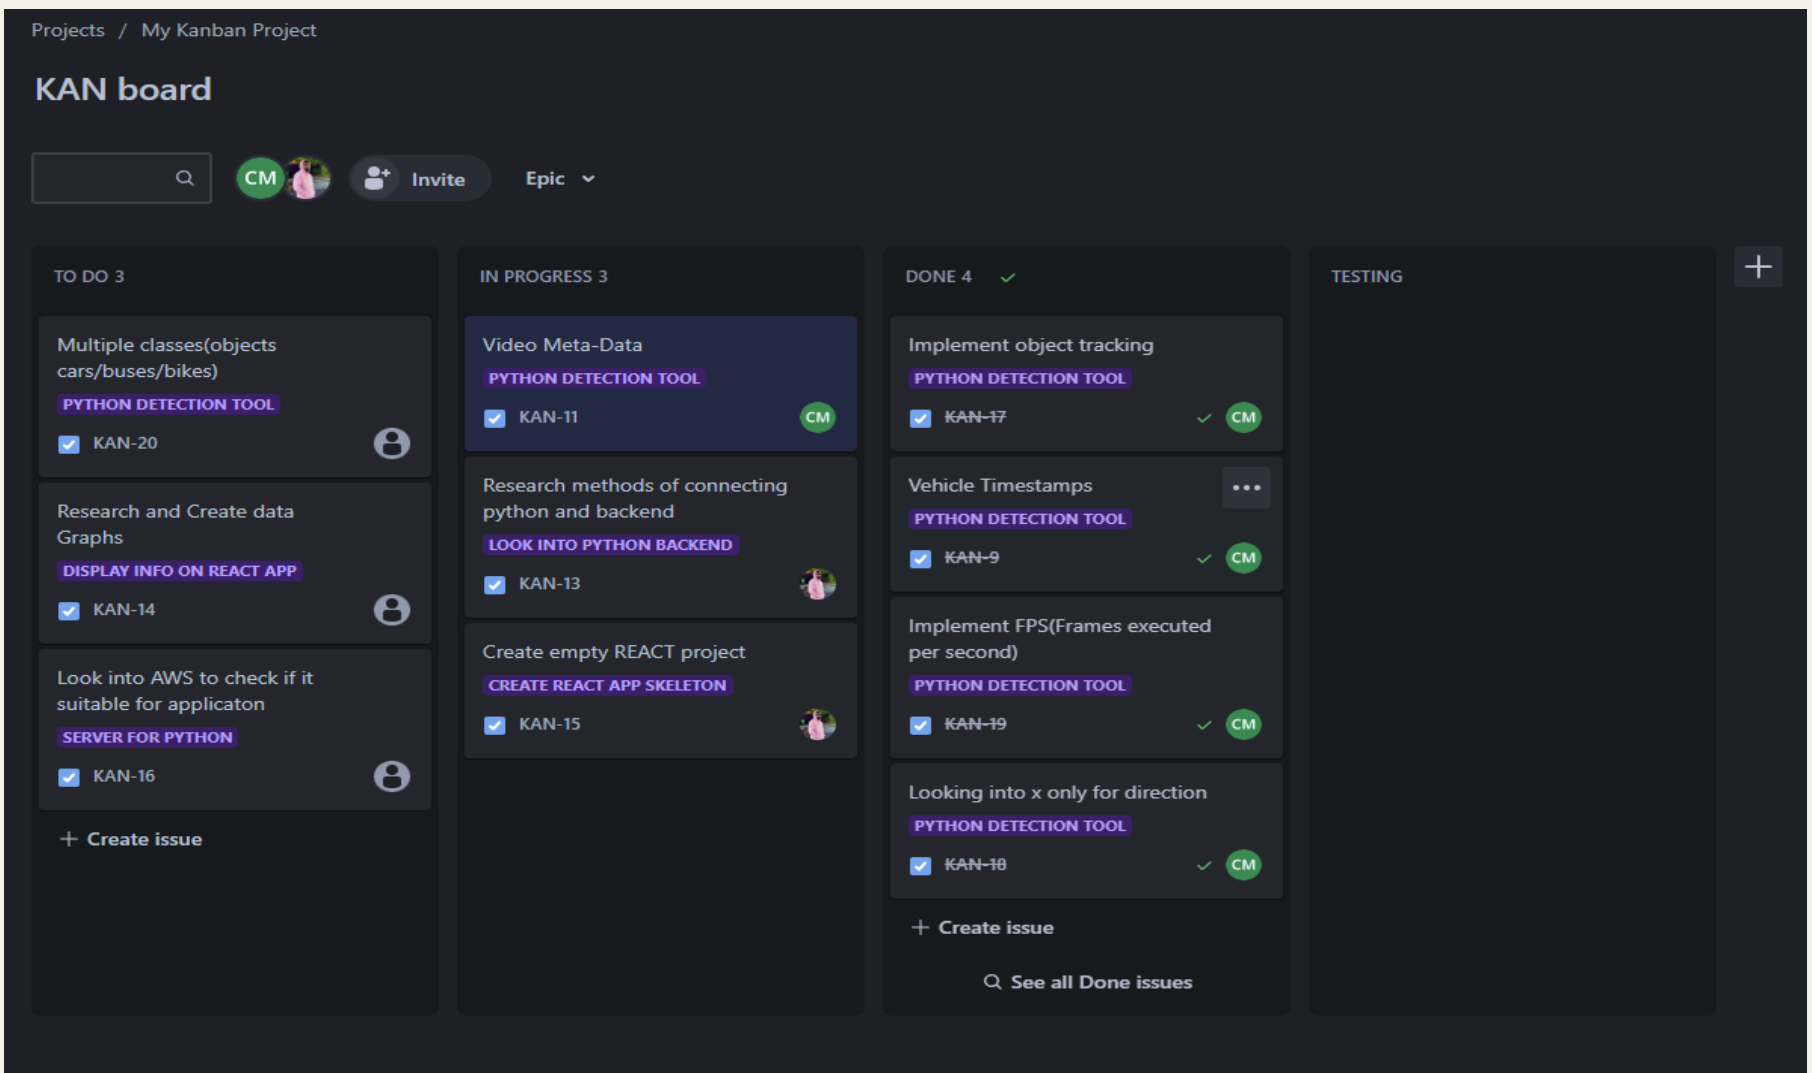 Projects / My Kanban Project
KAN board
CM
Invite
Epic
TO DO 3
Multiple classes(objects
cars/buses/bikes)
PYTHON DETECTION TOOL
KAN-20
Research and Create data
Graphs
DISPLAY INFO ON REACT APP
KAN-14
Look into AWS to check if it
suitable for applicaton
SERVER FOR PYTHON
KAN-16
+ Create issue
IN PROGRESS 3
Video Meta-Data
PYTHON DETECTION TOOL
KAN-11
CM
Research methods of connecting
python and backend
LOOK INTO PYTHON BACKEND
KAN-13
Create empty REACT project
CREATE REACT APP SKELETON
KAN-15
DONE 4
Implement object tracking
PYTHON DETECTION TOOL
KAN-17
CM
Vehicle Timestamps
PYTHON DETECTION TOOL
KAN-9
CM
Implement FPS(Frames executed
per second)
PYTHON DETECTION TOOL
KAN-19
CM
Looking into x only for direction
PYTHON DETECTION TOOL
KAN-18
CM
+ Create issue
See all Done issues
TESTING